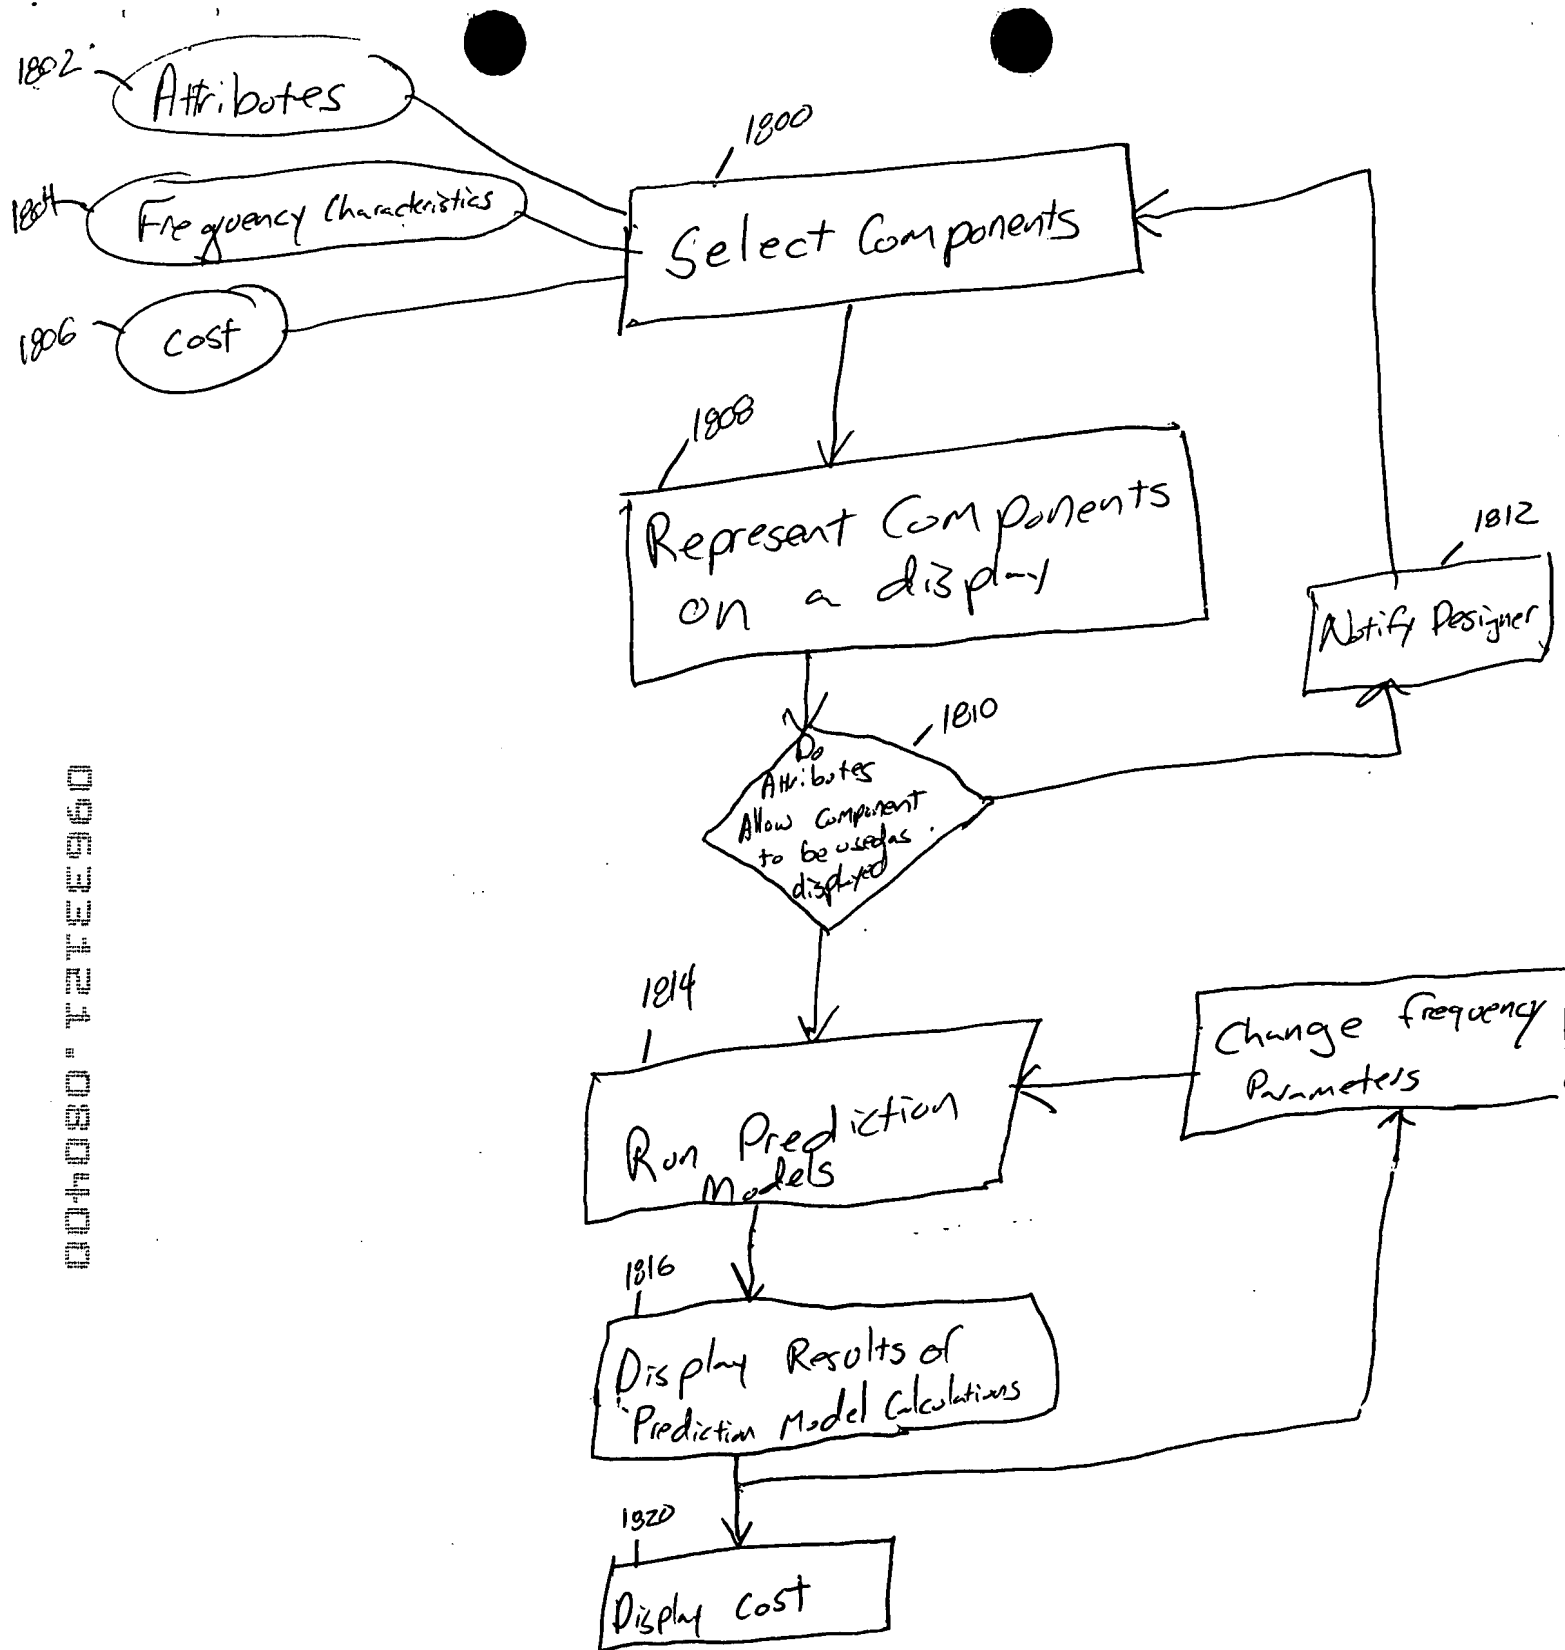 1802
Attributes
1800
1804
Frequency Characteristics
Select Components
1806
Cost
1808
Represent Components
on a display
1812
Notify Designer
1810
Do
Attributes
Allow Component
to be used as
displayed
09633121.080400
1814
Change frequency
Parameters
Run Prediction
Models
1816
Display Results of
Prediction Model Calculations
1820
Display Cost